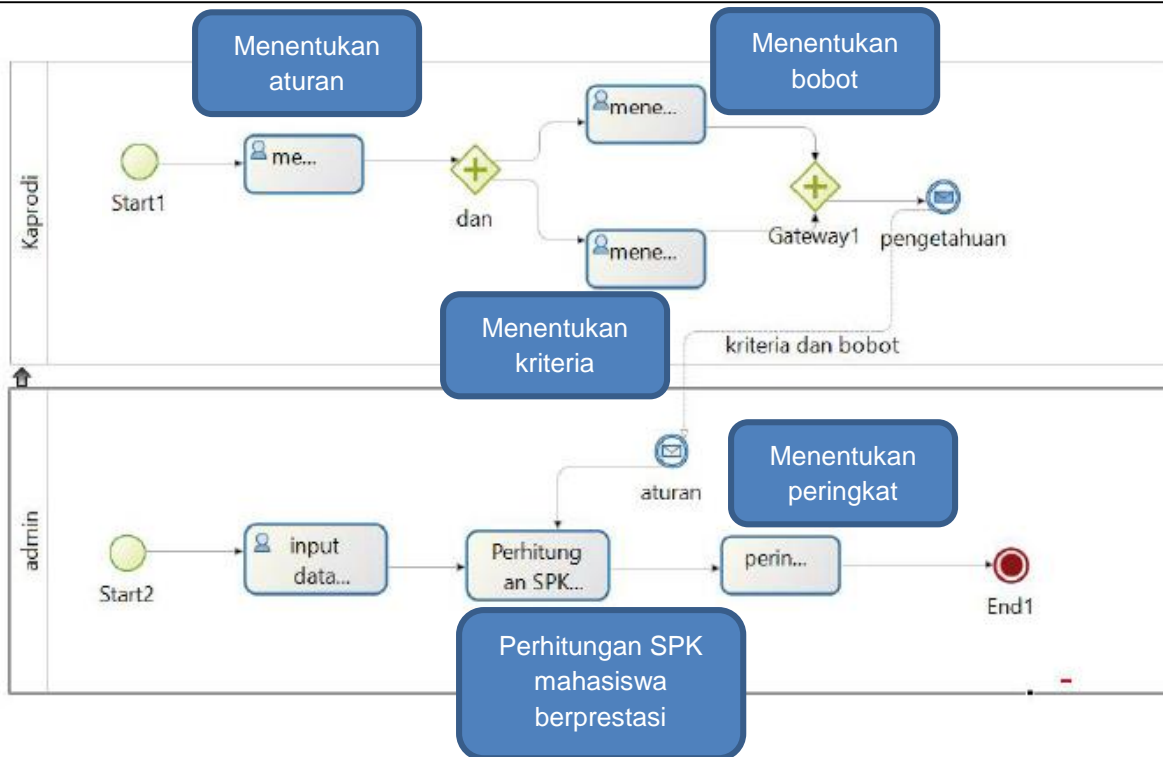 Menentukan
aturan
Menentukan
bobot
Kaprodi
Start1
me...
dan
mene...
mene...
Gateway1
pengetahuan
Menentukan
kriteria
kriteria dan bobot
admin
Start2
input
data...
aturan
Perhitung
an SPK...
Menentukan
peringkat
perin...
End1
Perhitungan SPK
mahasiswa
berprestasi